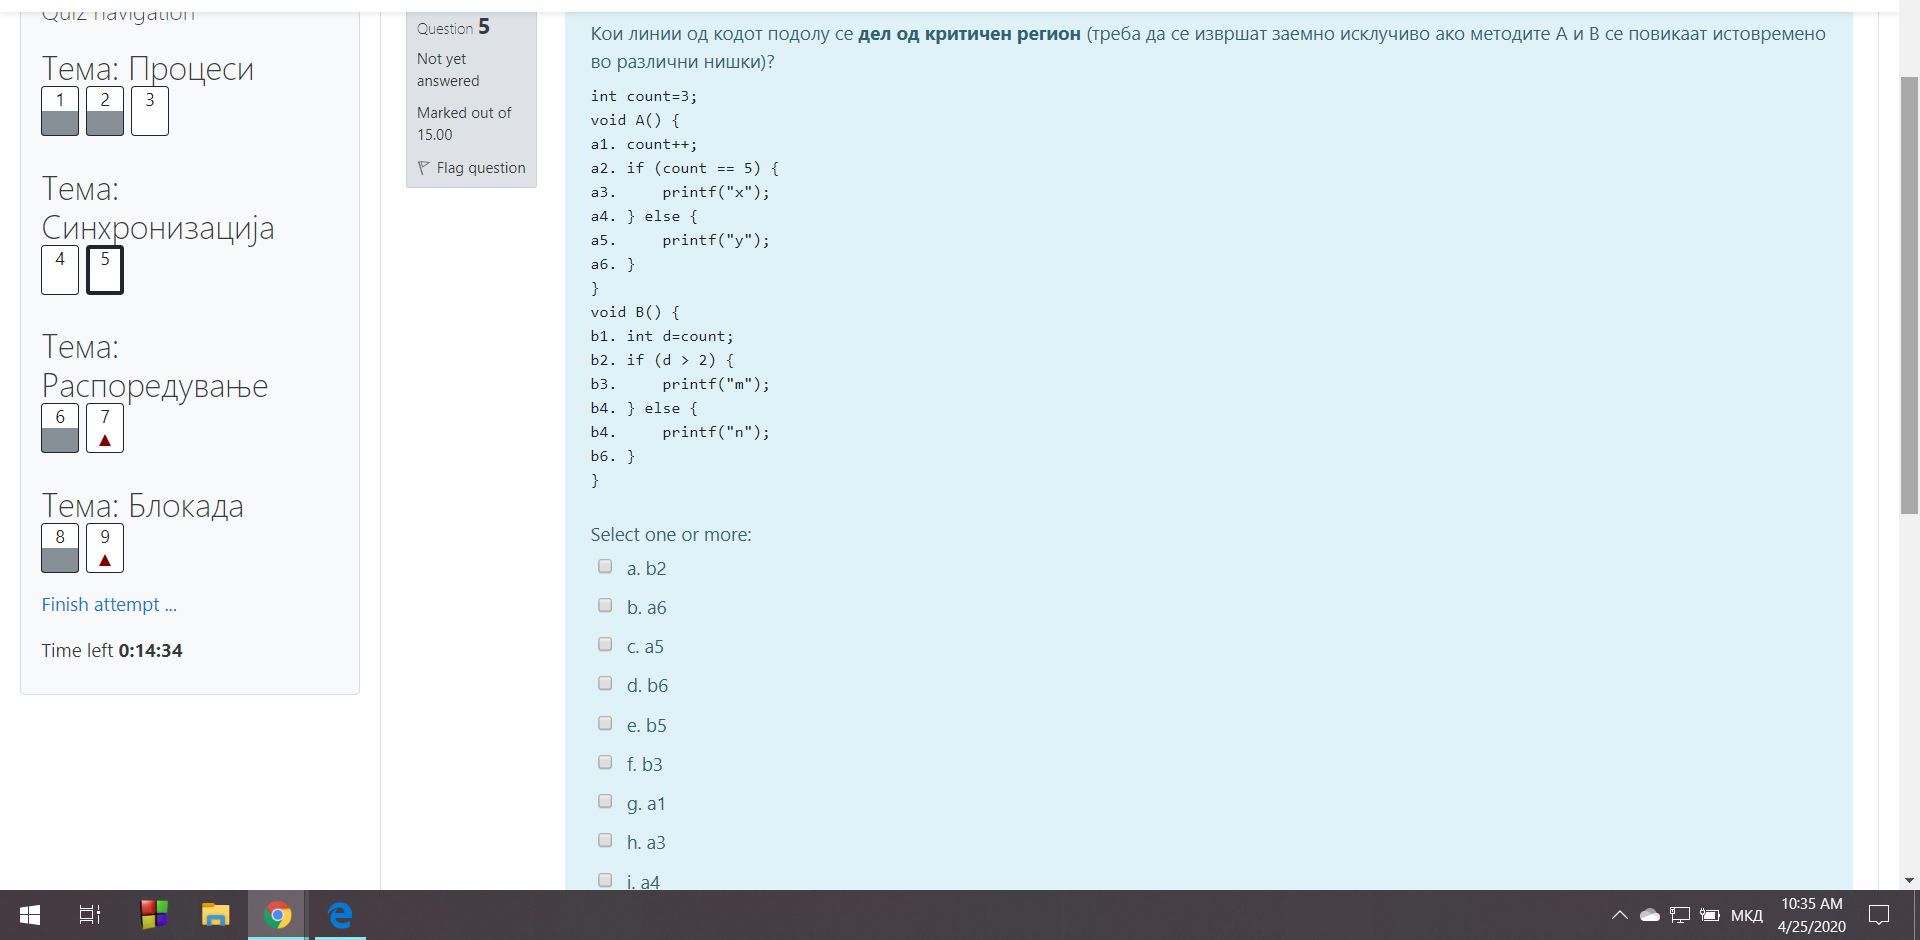 Quiz navigation
Тема: Процеси
1 2 3
Тема:
Синхронизација
4 5
Тема:
Распоредување
6 7
Тема: Блокада
8 9
Finish attempt ...
Time left 0:14:34
Question 5
Not yet
answered
Marked out of
15.00
Flag question
Кои линии од кодот подолу се дел од критичен регион (треба да се извршат заемно исклучиво ако методите А и В се повикаат истовремено
во различни нишки)?
int count=3;
void A() {
a1. count++;
a2. if (count == 5) {
a3.     printf("x");
a4. } else {
a5.     printf("y");
a6. }
}
void B() {
b1. int d=count;
b2. if (d > 2) {
b3.     printf("m");
b4. } else {
b4.     printf("n");
b6. }
}
Select one or more:
a. b2
b. a6
c. a5
d. b6
e. b5
f. b3
g. a1
h. a3
i. a4
МКД
10:35 AM
4/25/2020